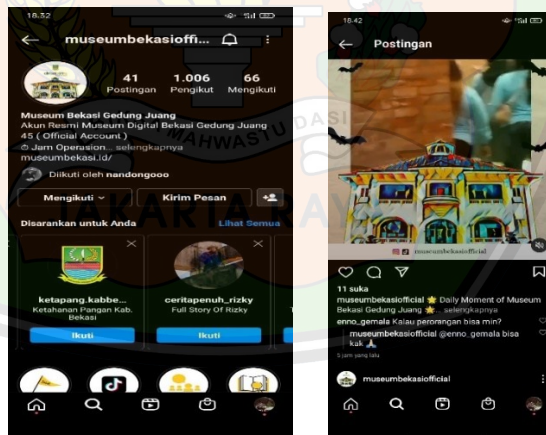 18.32
museumbekasioffi...
41 1.006 66
Postingan Pengikut Mengikuti
Museum Bekasi Gedung Juang
Akun Resmi Museum Digital Bekasi Gedung Juang
45 ( Official Account )
Jam Operasion... selengkapnya
museumbekasi.id/
Diikuti oleh nandongooo
Mengikuti
Kirim Pesan
Disarankan untuk Anda
Lihat Semua
ketapang.kabbe...
Ketahanan Pangan Kab.
Bekasi
Ikuti
ceritapenuh_rizky
Full Story Of Rizky
Ikuti
18.42
Postingan
museumbekasiofficial
11 suka
museumbekasiofficial 🌟 Daily Moment of Museum
Bekasi Gedung Juang 🌟... selengkapnya
enno_gemala Kalau perorangan bisa min?
museumbekasiofficial @enno_gemala bisa
kak 🙏
5 jam yang lalu
museumbekasiofficial